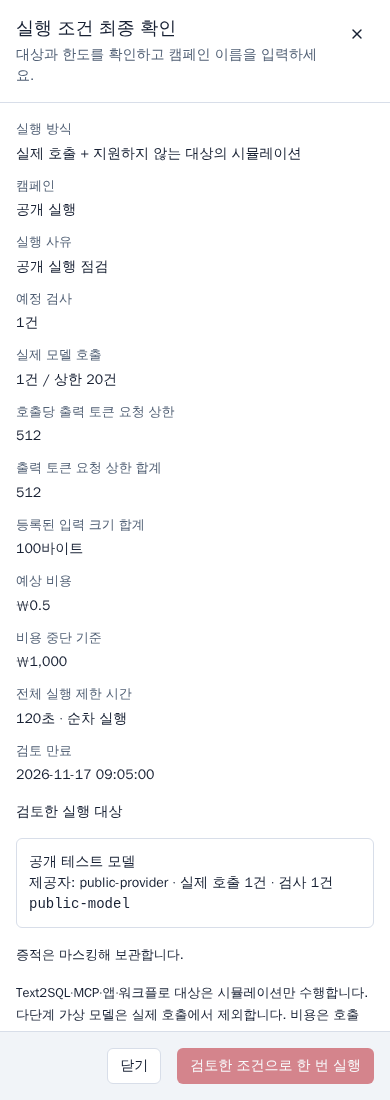 실행 조건 최종 확인
대상과 한도를 확인하고 캠페인 이름을 입력하세
요.
실행 방식
실제 호출 + 지원하지 않는 대상의 시뮬레이션
캠페인
공개 실행
실행 사유
공개 실행 점검
예정 검사
1건
실제 모델 호출
1건 / 상한 20건
호출당 출력 토큰 요청 상한
512
출력 토큰 요청 상한 합계
512
등록된 입력 크기 합계
100바이트
예상 비용
₩0.5
비용 중단 기준
₩1,000
전체 실행 제한 시간
120초 · 순차 실행
검토 만료
2026-11-17 09:05:00
검토한 실행 대상
공개 테스트 모델
제공자: public-provider · 실제 호출 1건 · 검사 1건
public-model
증적은 마스킹해 보관합니다.
Text2SQL·MCP·앱·워크플로 대상은 시뮬레이션만 수행합니다.
다단계 가상 모델은 실제 호출에서 제외합니다. 비용은 호출
닫기
검토한 조건으로 한 번 실행